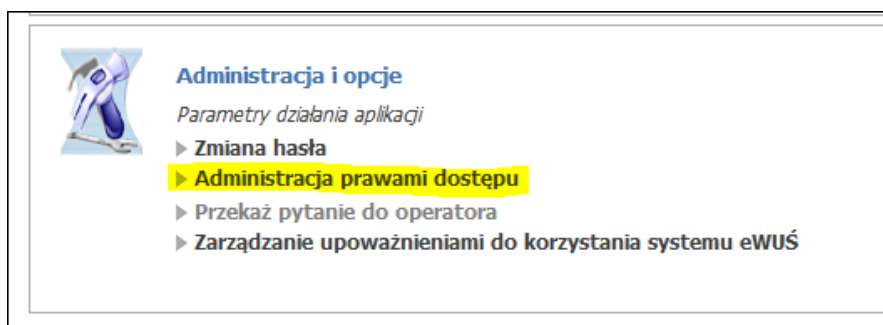 Administracja i opcje
Parametry działania aplikacji
Zmiana hasła
Administracja prawami dostępu
Przekaż pytanie do operatora
Zarządzanie upoważnieniami do korzystania systemu eWUŚ